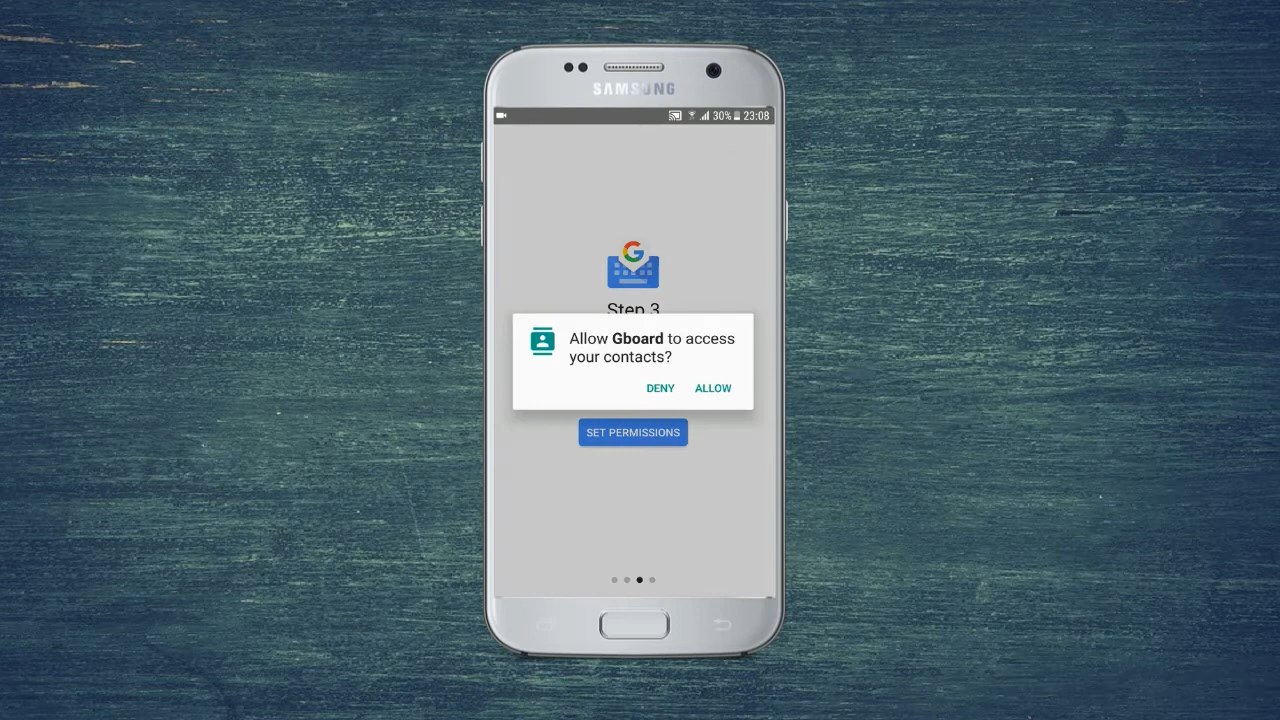 SAMSUNG
30% 23:08
G
Step 3
Allow Gboard to access
your contacts?
DENY ALLOW
SET PERMISSIONS